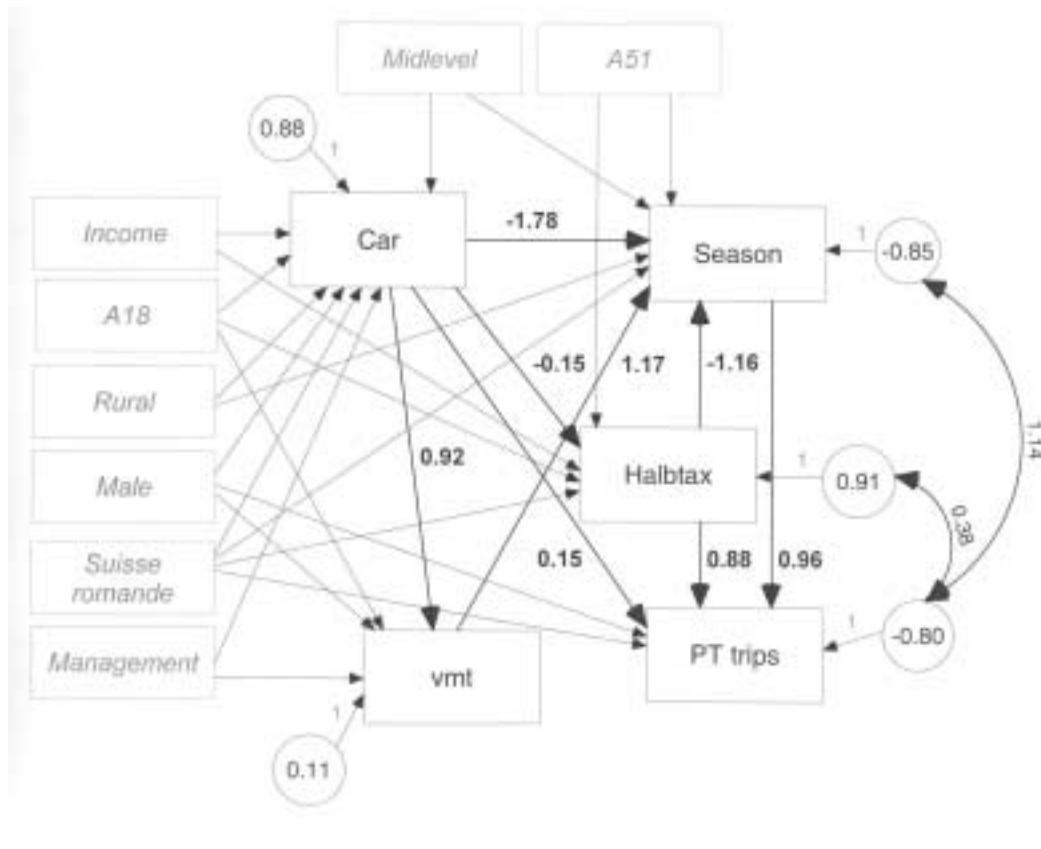 Midlevel
A51
0.88
1
Income
Car
-1.78
Season
1
-0.85
A18
-0.15
1.17
-1.16
Rural
0.92
Halbtax
1
0.91
1.14
Male
0.38
Suisse
romande
0.15
0.88
0.96
1
-0.80
Management
vmt
PT trips
1
0.11